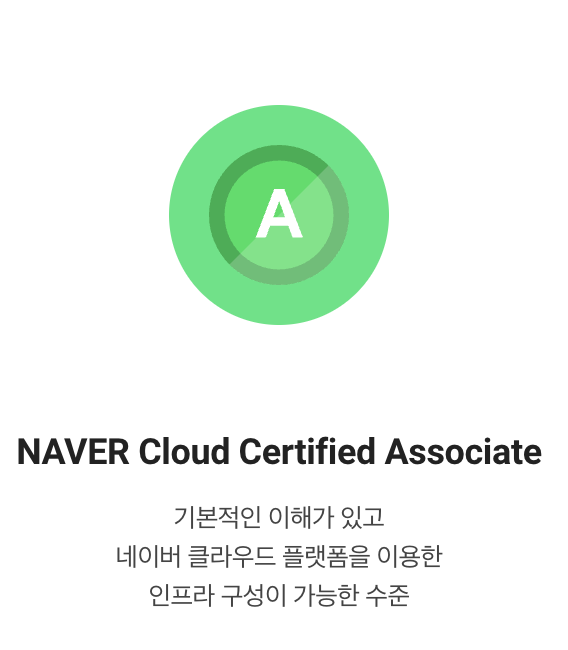 A
NAVER Cloud Certified Associate
기본적인 이해가 있고
네이버 클라우드 플랫폼을 이용한
인프라 구성이 가능한 수준